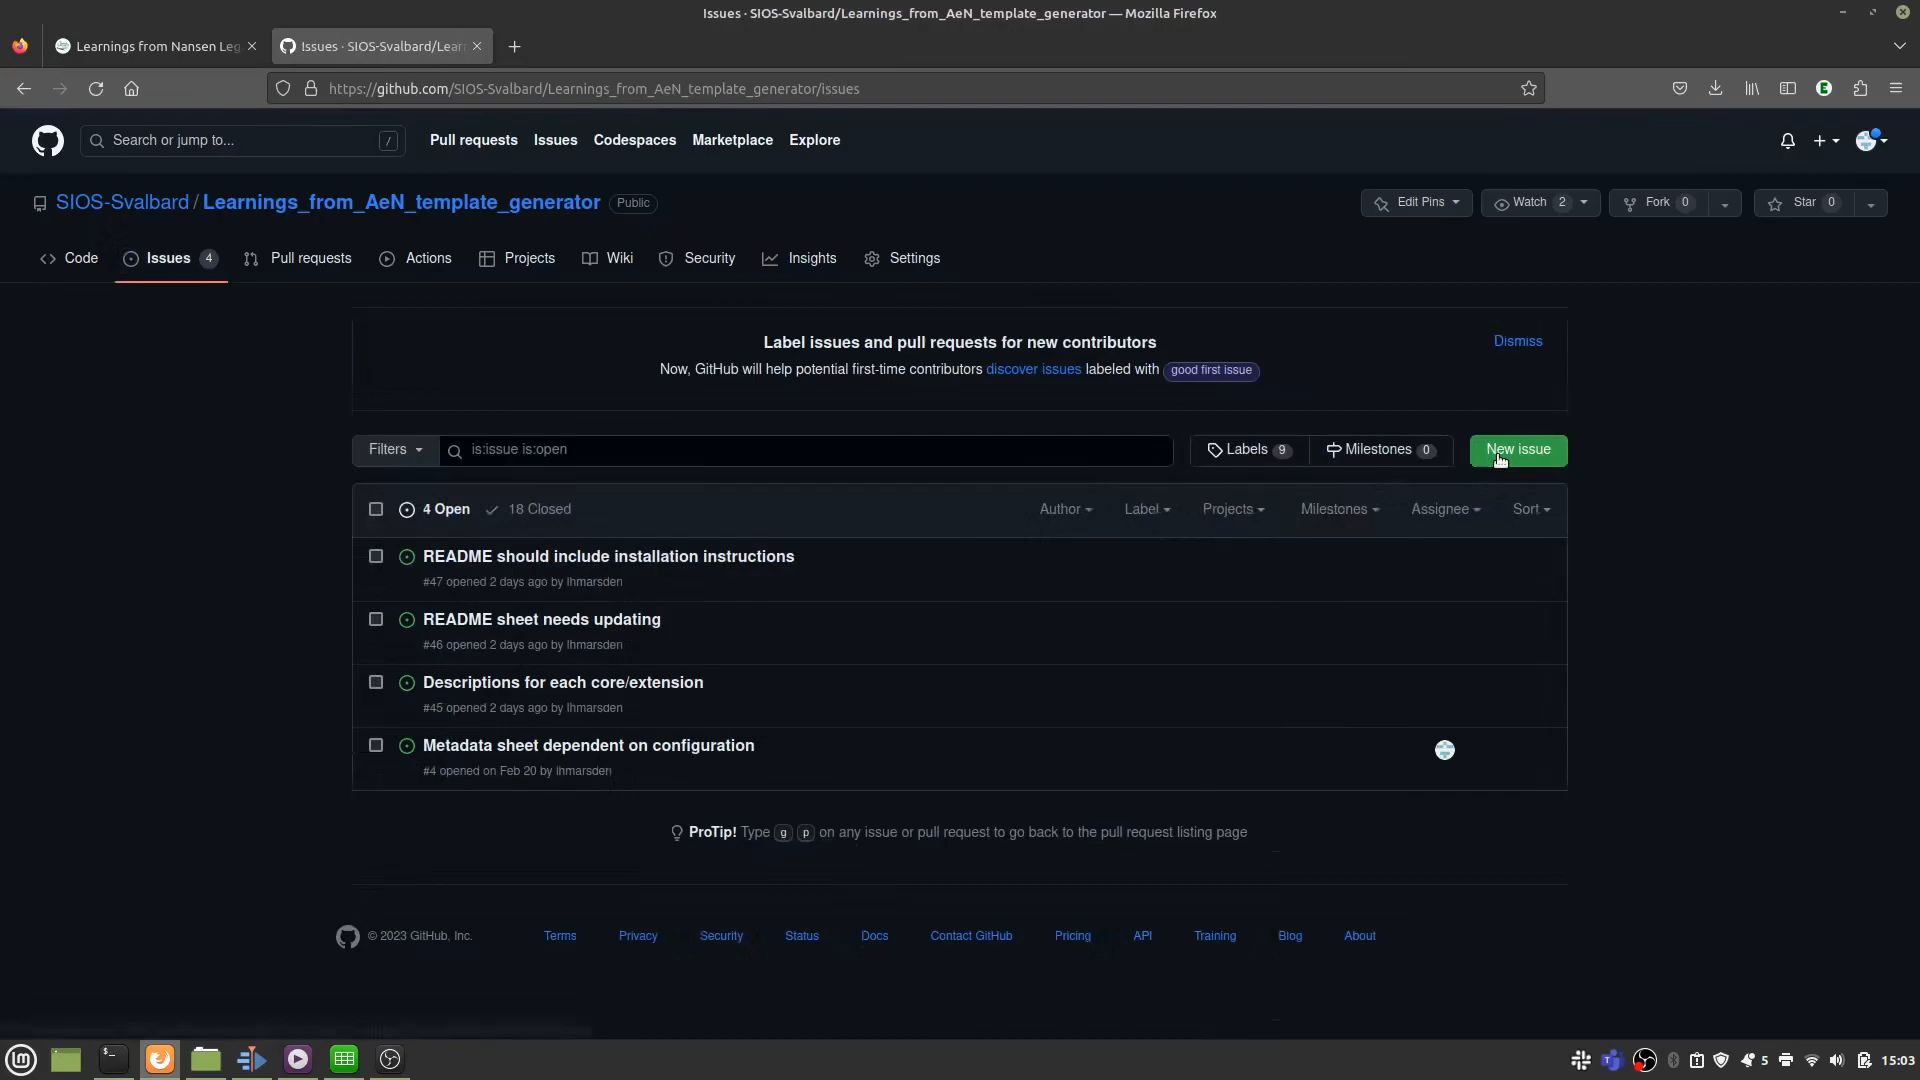 Issues · SIOS-Svalbard/Learnings_from_AeN_template_generator — Mozilla Firefox
Learnings from Nansen Leg
Issues · SIOS-Svalbard/Lear
https://github.com/SIOS-Svalbard/Learnings_from_AeN_template_generator/issues
Search or jump to... /
Pull requests Issues Codespaces Marketplace Explore
SIOS-Svalbard / Learnings_from_AeN_template_generator Public
Edit Pins Watch 2 Fork 0 Star 0
Code Issues 4 Pull requests Actions Projects Wiki Security Insights Settings
Label issues and pull requests for new contributors
Dismiss
Now, GitHub will help potential first-time contributors discover issues labeled with good first issue
Filters is:issue is:open Labels 9 Milestones 0 New issue
4 Open 18 Closed Author Label Projects Milestones Assignee Sort
README should include installation instructions
#47 opened 2 days ago by lhmarsden
README sheet needs updating
#46 opened 2 days ago by lhmarsden
Descriptions for each core/extension
#45 opened 2 days ago by lhmarsden
Metadata sheet dependent on configuration
#4 opened on Feb 20 by lhmarsden
ProTip! Type g p on any issue or pull request to go back to the pull request listing page
© 2023 GitHub, Inc. Terms Privacy Security Status Docs Contact GitHub Pricing API Training Blog About
5 15:03